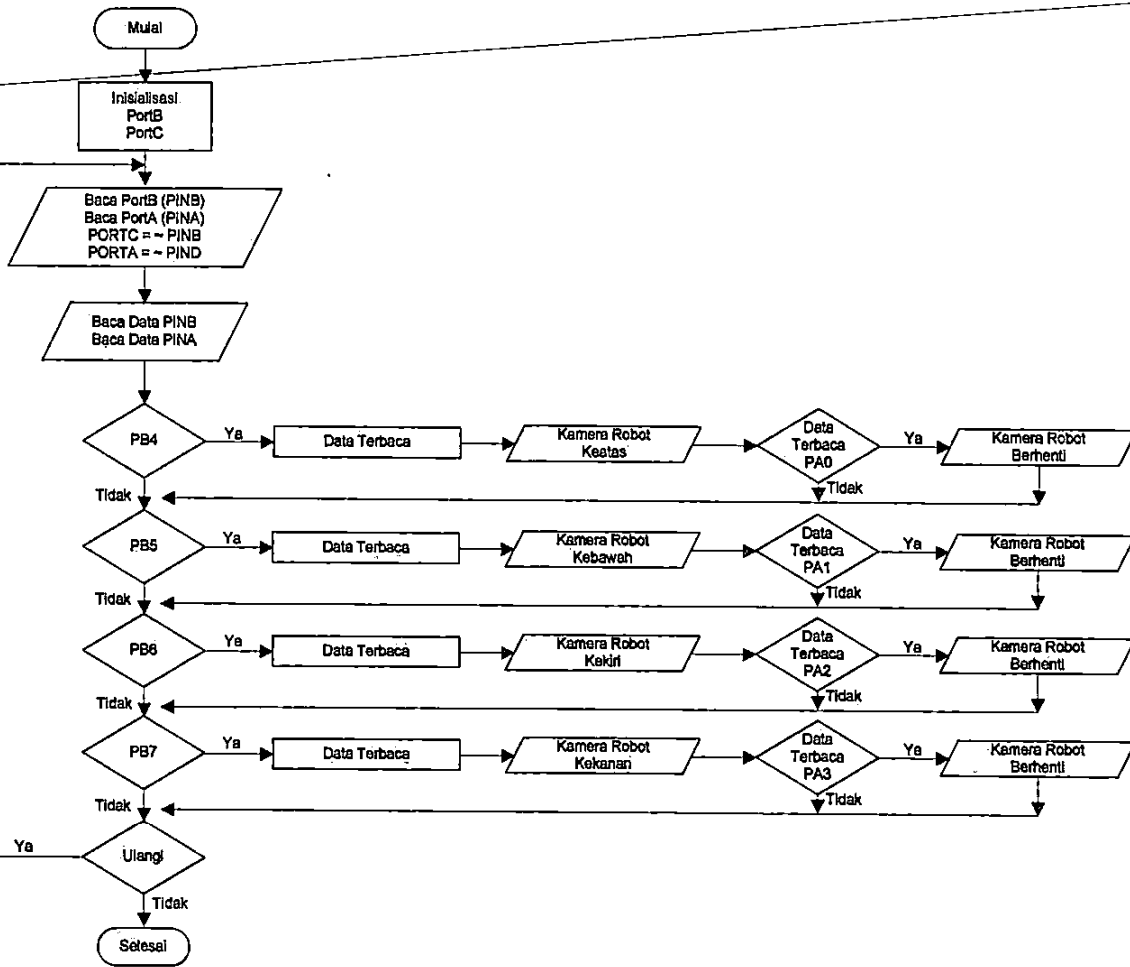 Mulai
Inisialisasi
PortB
PortC
Baca PortB (PINB)
Baca PortA (PINA)
PORTC = ~ PINB
PORTA = ~ PIND
Baca Data PINB
Baca Data PINA
PB4
Ya
Data Terbaca
Kamera Robot
Keatas
Data
Terbaca
PA0
Ya
Kamera Robot
Berhenti
Tidak
Tidak
PB5
Ya
Data Terbaca
Kamera Robot
Kebawah
Data
Terbaca
PA1
Ya
Kamera Robot
Berhenti
Tidak
Tidak
PB6
Ya
Data Terbaca
Kamera Robot
Kekiri
Data
Terbaca
PA2
Ya
Kamera Robot
Berhenti
Tidak
Tidak
PB7
Ya
Data Terbaca
Kamera Robot
Kekanan
Data
Terbaca
PA3
Ya
Kamera Robot
Berhenti
Tidak
Tidak
Ya
Ulangi
Tidak
Selesai